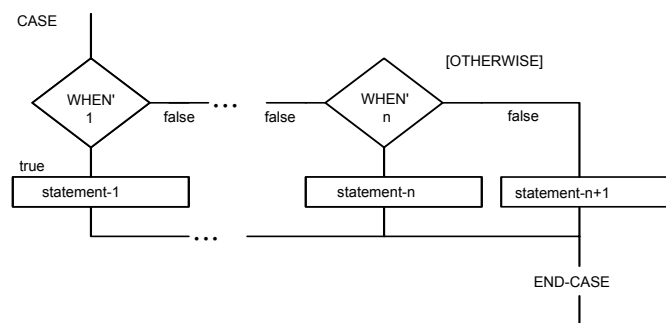 CASE
[OTHERWISE]
WHEN'
1
false
...
false
WHEN'
n
false
true
statement-1
statement-n
statement-n+1
...
END-CASE